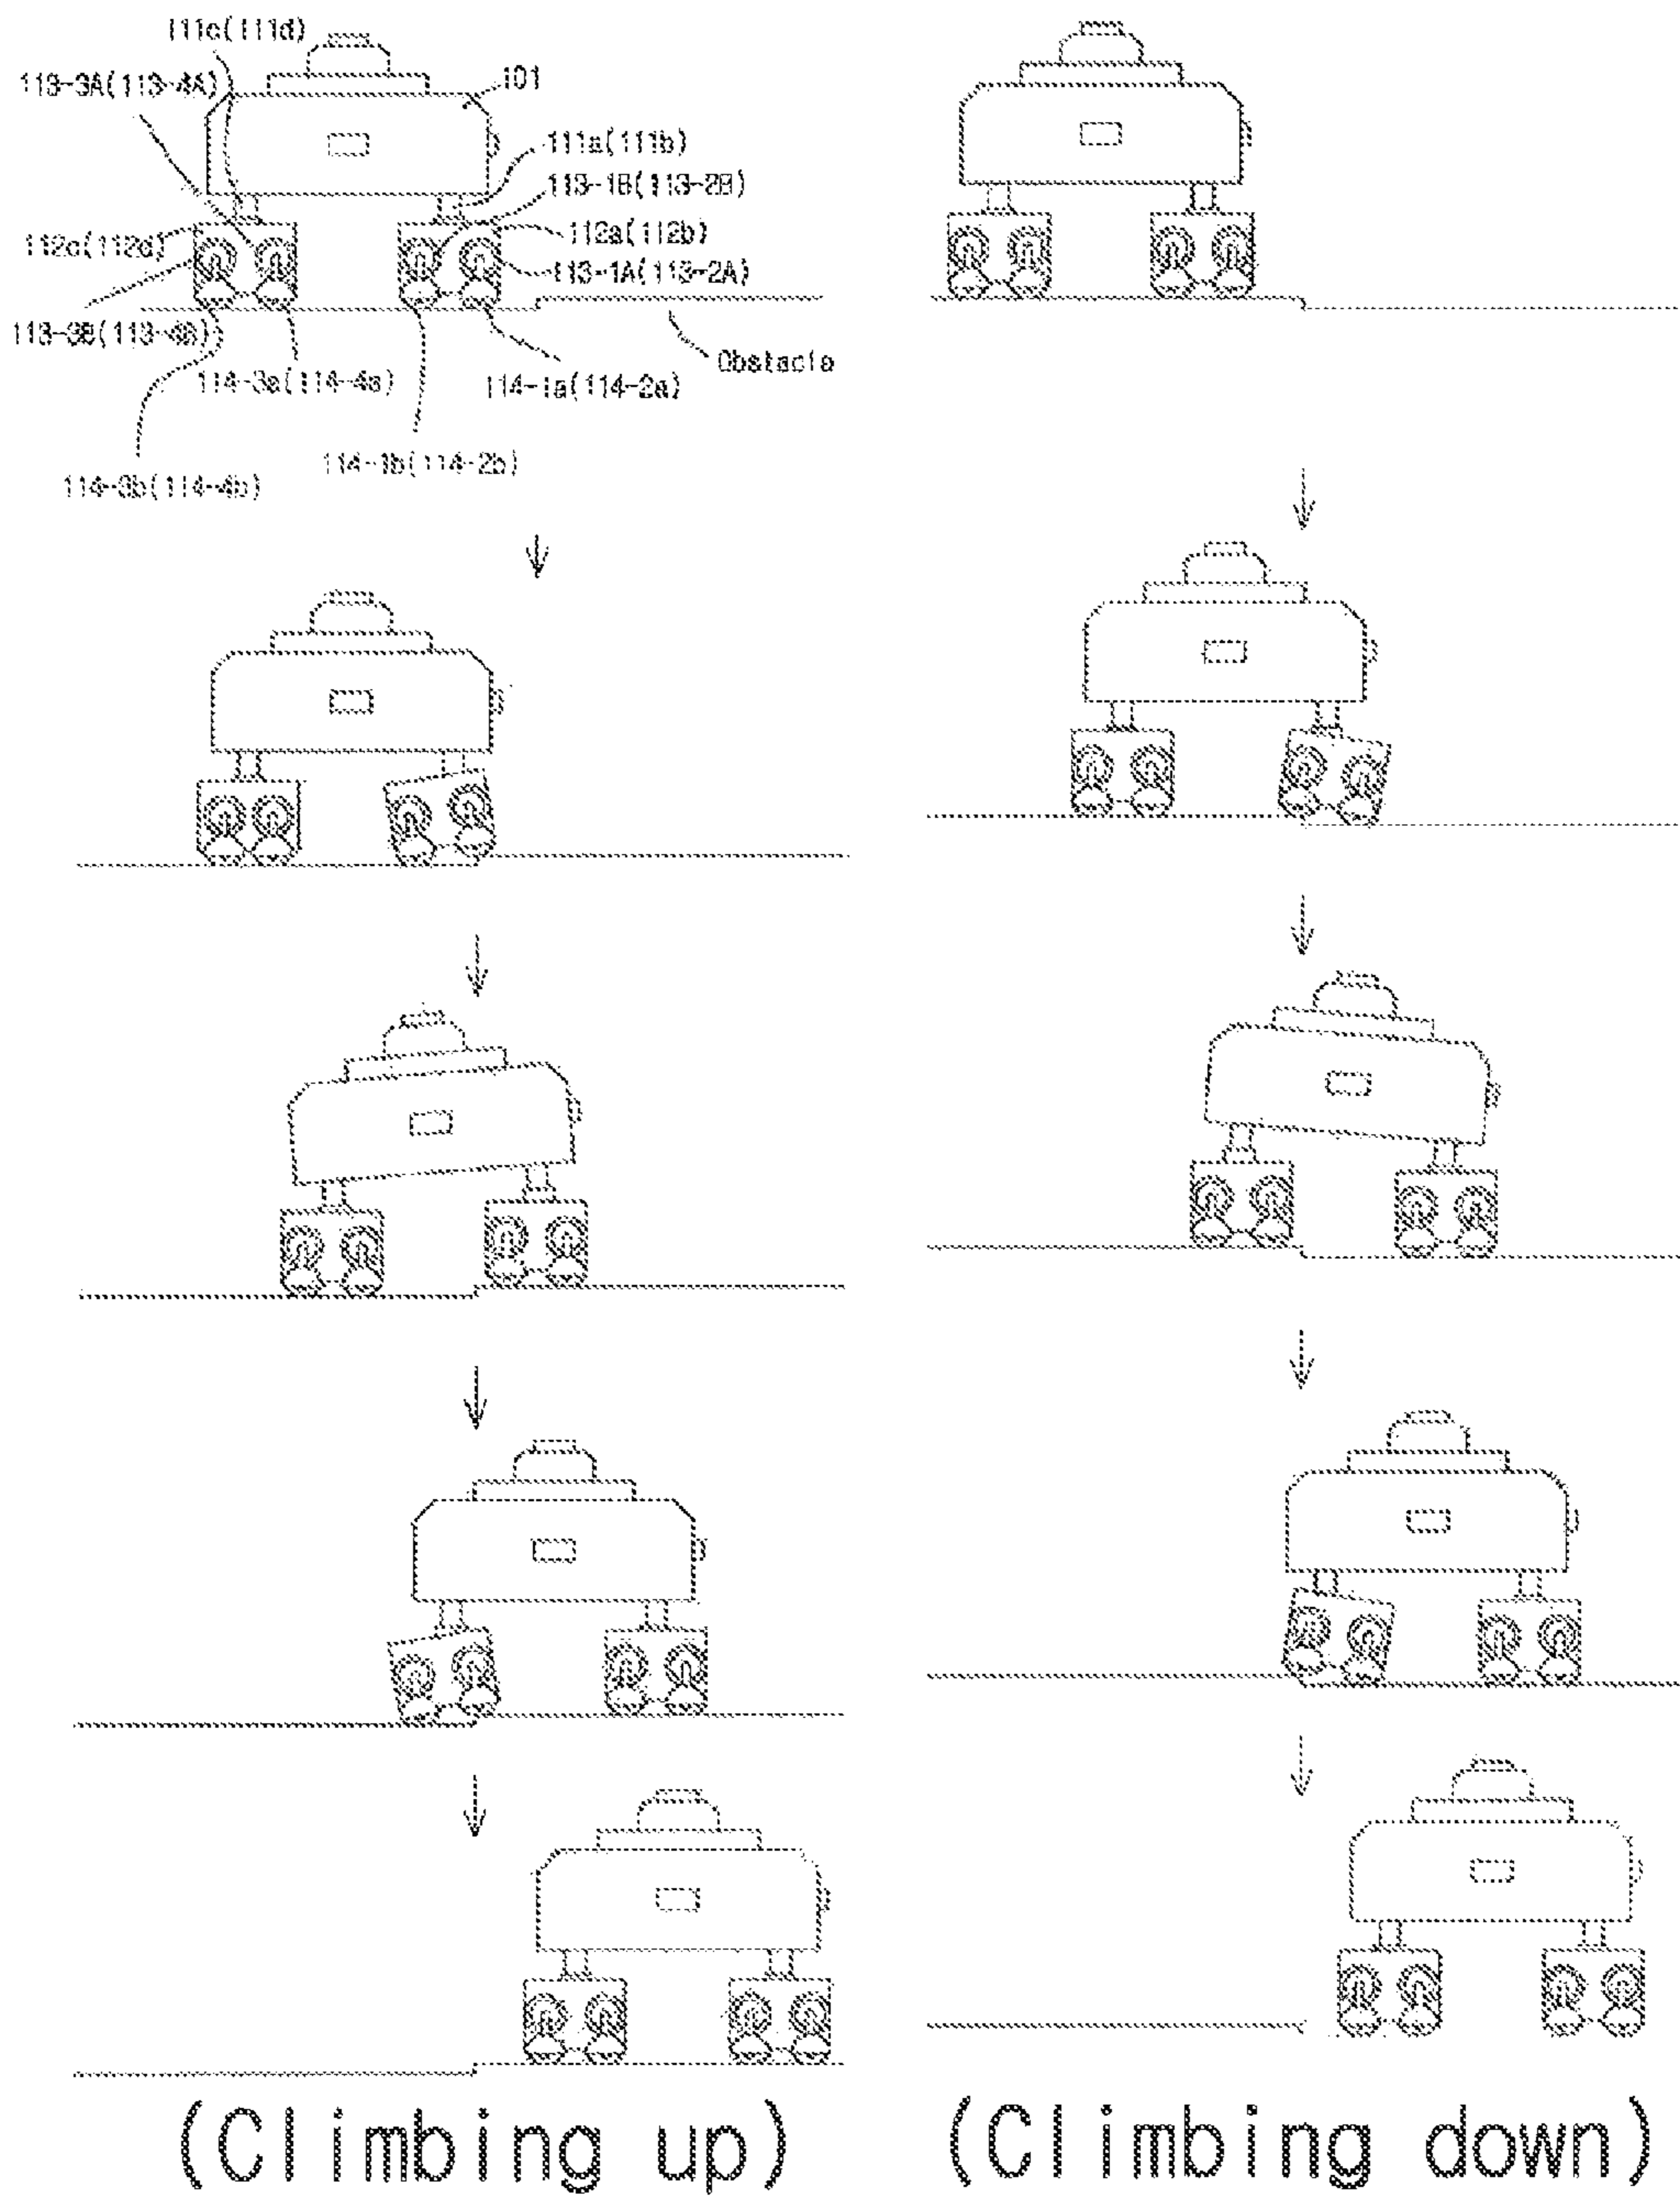 111c(111d)
113-3A(113-4A)
101
111a(111b)
113-1B(113-2B)
112c(112d)
112a(112b)
113-1A(113-2A)
113-3B(113-4B)
Obstacle
114-3a(114-4a)
114-1a(114-2a)
114-1b(114-2b)
114-3b(114-4b)
(Climbing up)
(Climbing down)